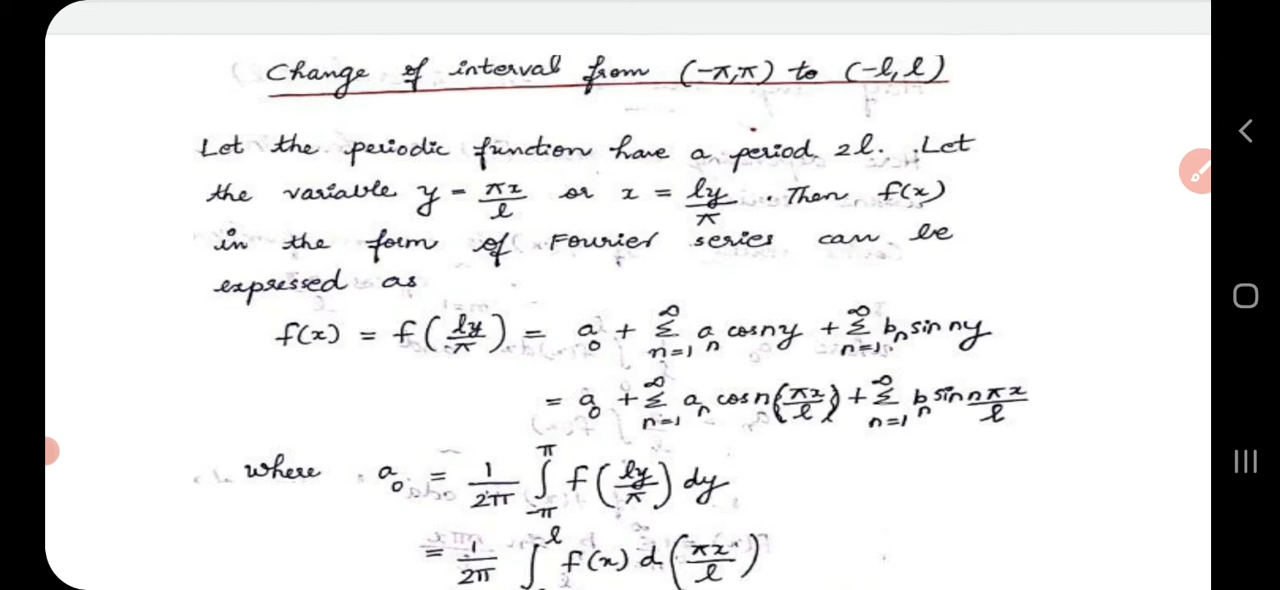 Change of interval from (-π,π) to (-l, l)
Let the periodic function have a period 2l. Let
the variable y = πx/l or x = ly/π. Then f(x)
in the form of Fourier series can be
expressed as
f(x) = f(ly/π) = a₀ + Σ_{n=1}^{∞} aₙ cos ny + Σ_{n=1}^{∞} bₙ sin ny
= a₀ + Σ_{n=1}^{∞} aₙ cos n(πx/l) + Σ_{n=1}^{∞} bₙ sin nπx/l
where a₀ = 1/2π ∫_{-π}^{π} f(ly/π) dy
= 1/2π ∫^{l} f(x) d(πx/l)